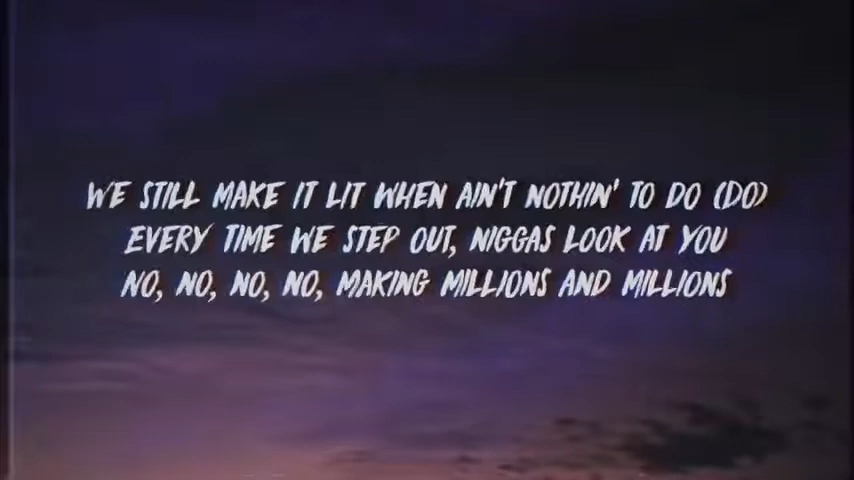 WE STILL MAKE IT LIT WHEN AIN'T NOTHIN' TO DO (DO)
EVERY TIME WE STEP OUT, NIGGAS LOOK AT YOU
NO, NO, NO, NO, MAKING MILLIONS AND MILLIONS